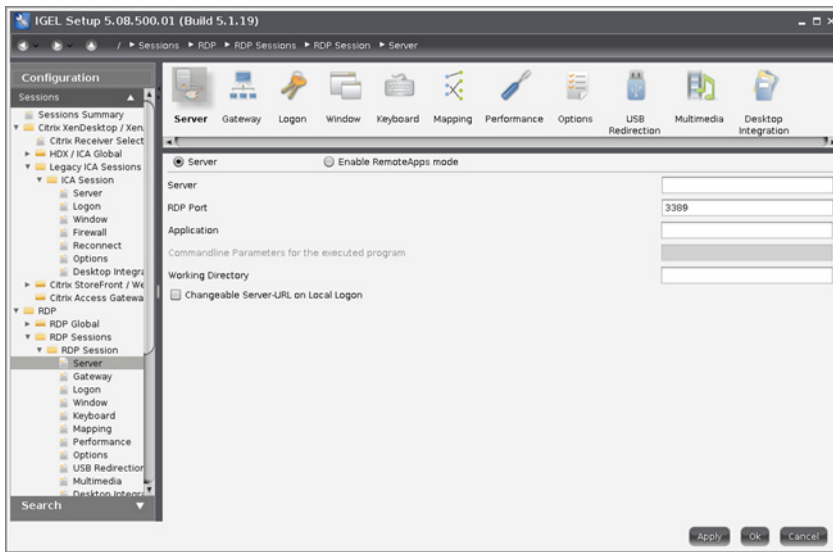 IGEL Setup 5.08.500.01 (Build 5.1.19)
/ Sessions RDP RDP Sessions RDP Session Server
Configuration
Sessions
Sessions Summary
Citrix XenDesktop / Xen
Citrix Receiver Select
HDX / ICA Global
Legacy ICA Sessions
ICA Session
Server
Logon
Window
Firewall
Reconnect
Options
Desktop Integra
Citrix StoreFront / We
Citrix Access Gatewa
RDP
RDP Global
RDP Sessions
RDP Session
Server
Gateway
Logon
Window
Keyboard
Mapping
Performance
Options
USB Redirection
Multimedia
Desktop Integr
Search
Server Gateway Logon Window Keyboard Mapping Performance Options USB Redirection Multimedia Desktop Integration
Server Enable RemoteApps mode
Server
RDP Port 3389
Application
Commandline Parameters for the executed program
Working Directory
Changeable Server-URL on Local Logon
Apply Ok Cancel